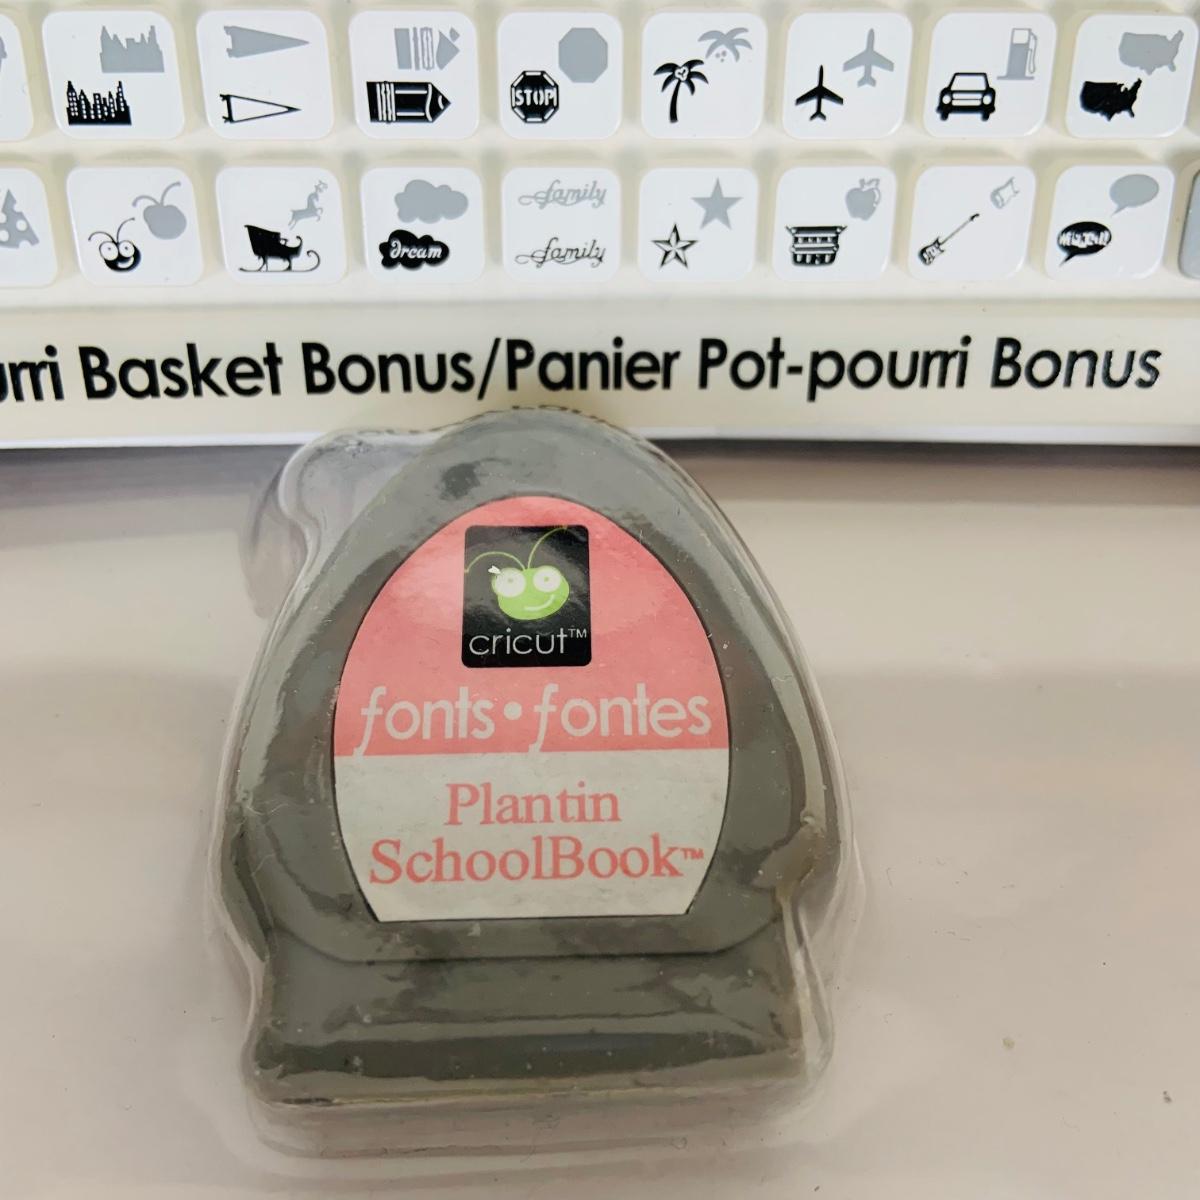 STOP
dream
family
family
urri Basket Bonus/Panier Pot-pourri Bonus
cricut™
fonts • fontes
Plantin
SchoolBook™